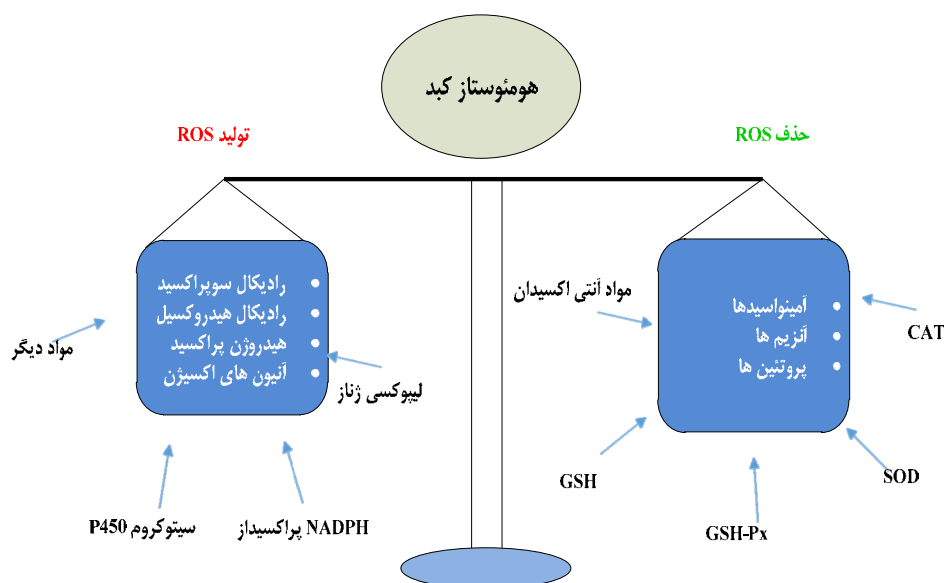 هومئوستاز کبد
حذف ROS
تولید ROS
آمینواسیدها
آنزیم ها
پروتئین ها
مواد آنتی اکسیدان
CAT
GSH
SOD
GSH-Px
رادیکال سوپراکسید
رادیکال هیدروکسیل
هیدروژن پراکسید
آنیون های اکسیژن
مواد دیگر
لیپوکسی ژناز
سیتوکروم P450
NADPH پراکسیداز